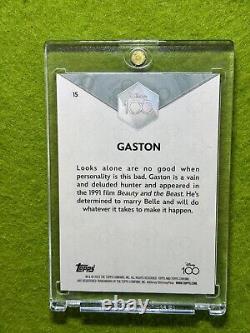 15
Disney
100
GASTON
Looks alone are no good when
personality is this bad. Gaston is a vain
and deluded hunter and appeared in
the 1991 film Beauty and the Beast. He's
determined to marry Belle and will do
whatever it takes to make it happen.
Topps
Disney
100